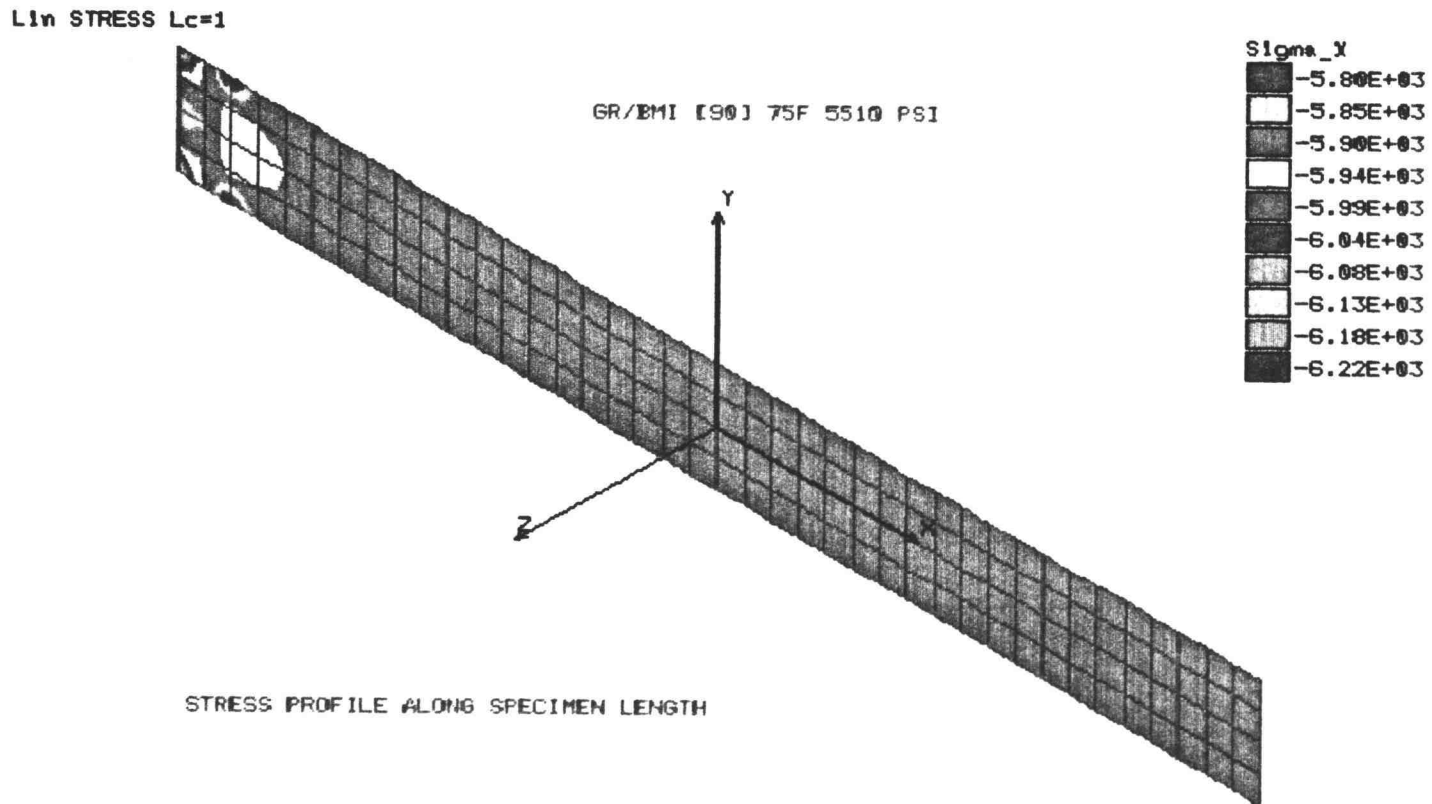 Lin STRESS Lc=1
Sigma_X
-5.80E+03
-5.85E+03
-5.90E+03
-5.94E+03
-5.99E+03
-6.04E+03
-6.08E+03
-6.13E+03
-6.18E+03
-6.22E+03
GR/BMI [90] 75F 5510 PSI
Y
X
Z
STRESS PROFILE ALONG SPECIMEN LENGTH